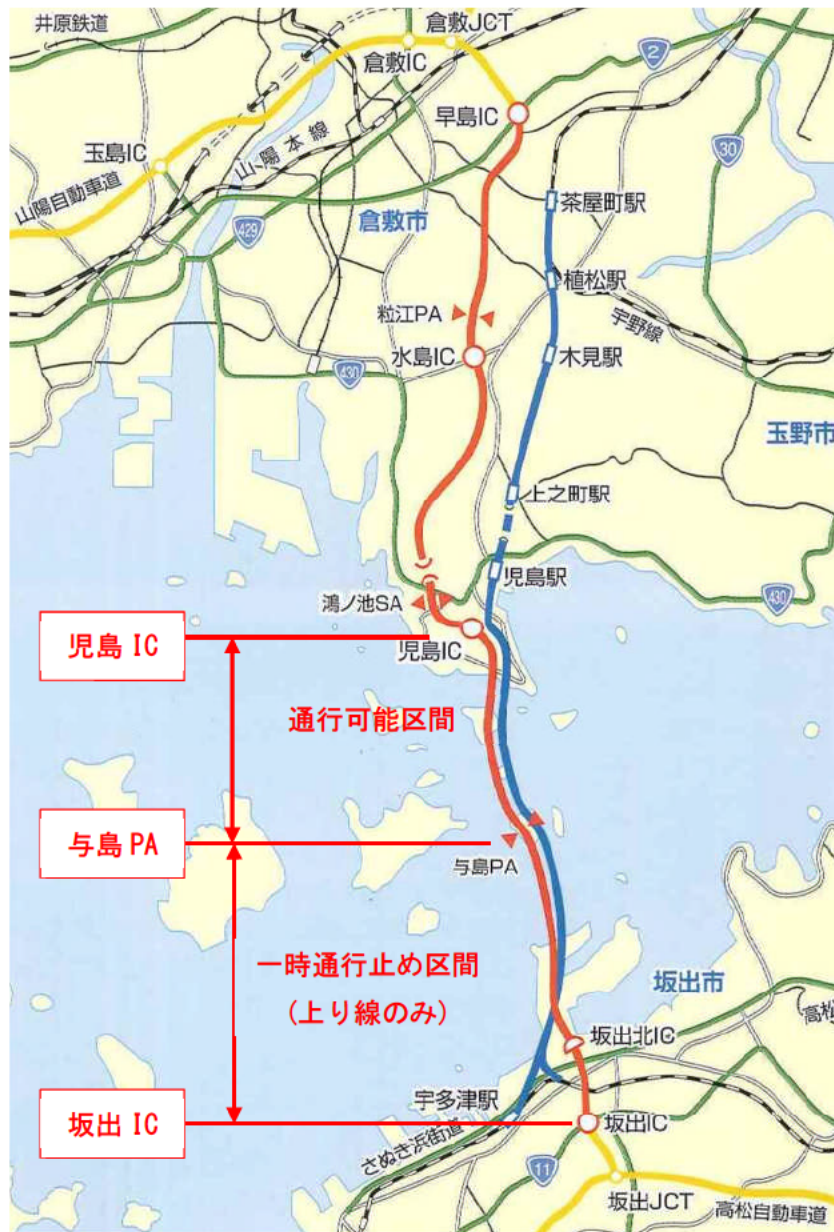 井原鉄道
倉敷JCT
倉敷IC
2
早島IC
玉島IC
山陽本線
山陽自動車道
30
茶屋町駅
倉敷市
429
植松駅
粒江PA
宇野線
水島IC
木見駅
430
玉野市
上之町駅
児島駅
鴻ノ池SA
430
児島 IC
児島IC
通行可能区間
与島 PA
与島PA
一時通行止め区間
(上り線のみ)
坂出市
高松
坂出北IC
宇多津駅
坂出 IC
坂出IC
さぬき浜街道
11
坂出JCT
高松自動車道